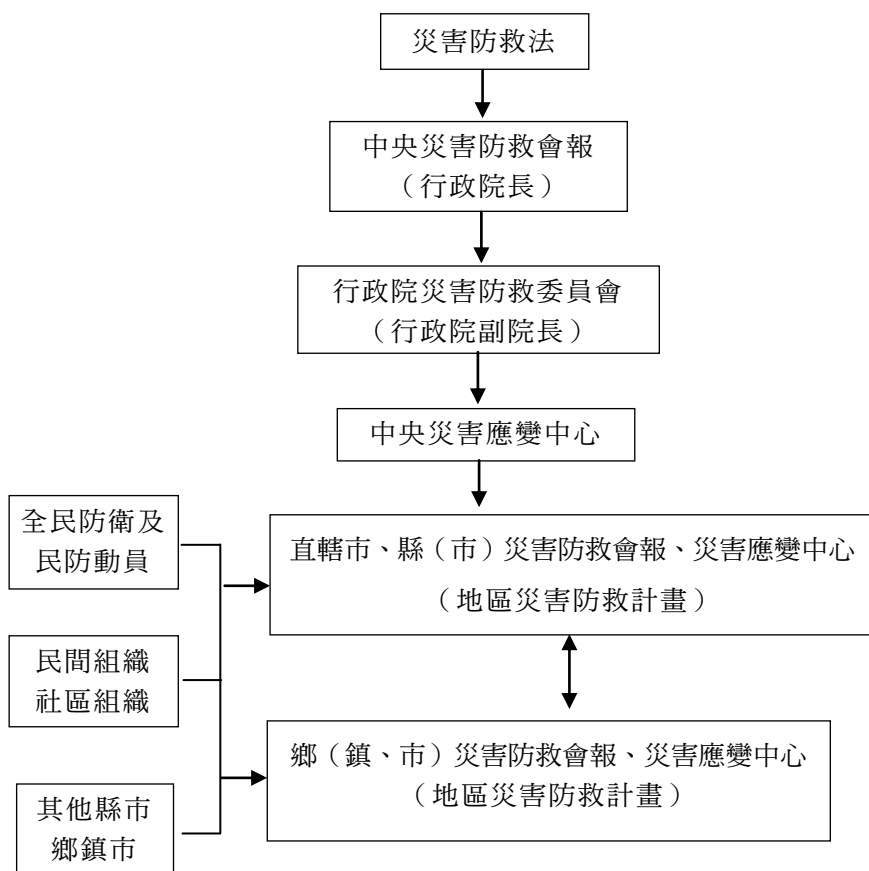 災害防救法
中央災害防救會報
（行政院長）
行政院災害防救委員會
（行政院副院長）
中央災害應變中心
全民防衛及
民防動員
直轄市、縣（市）災害防救會報、災害應變中心
（地區災害防救計畫）
民間組織
社區組織
鄉（鎮、市）災害防救會報、災害應變中心
（地區災害防救計畫）
其他縣市
鄉鎮市